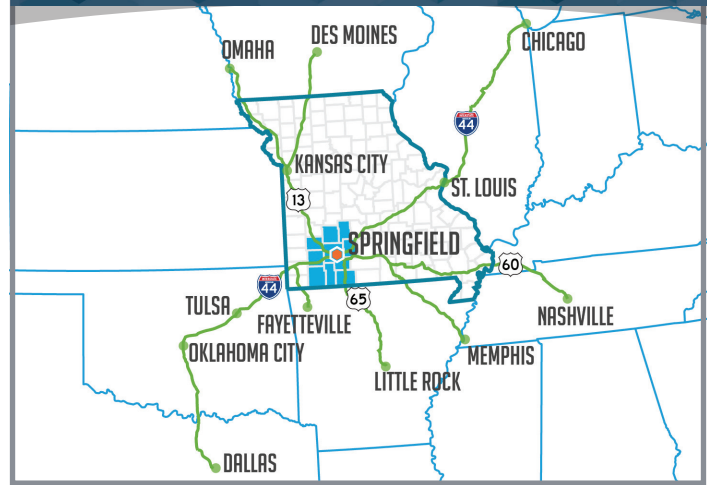 DES MOINES
CHICAGO
OMAHA
44
KANSAS CITY
ST. LOUIS
13
SPRINGFIELD
60
44
65
TULSA
FAYETTEVILLE
NASHVILLE
OKLAHOMA CITY
MEMPHIS
LITTLE ROCK
DALLAS